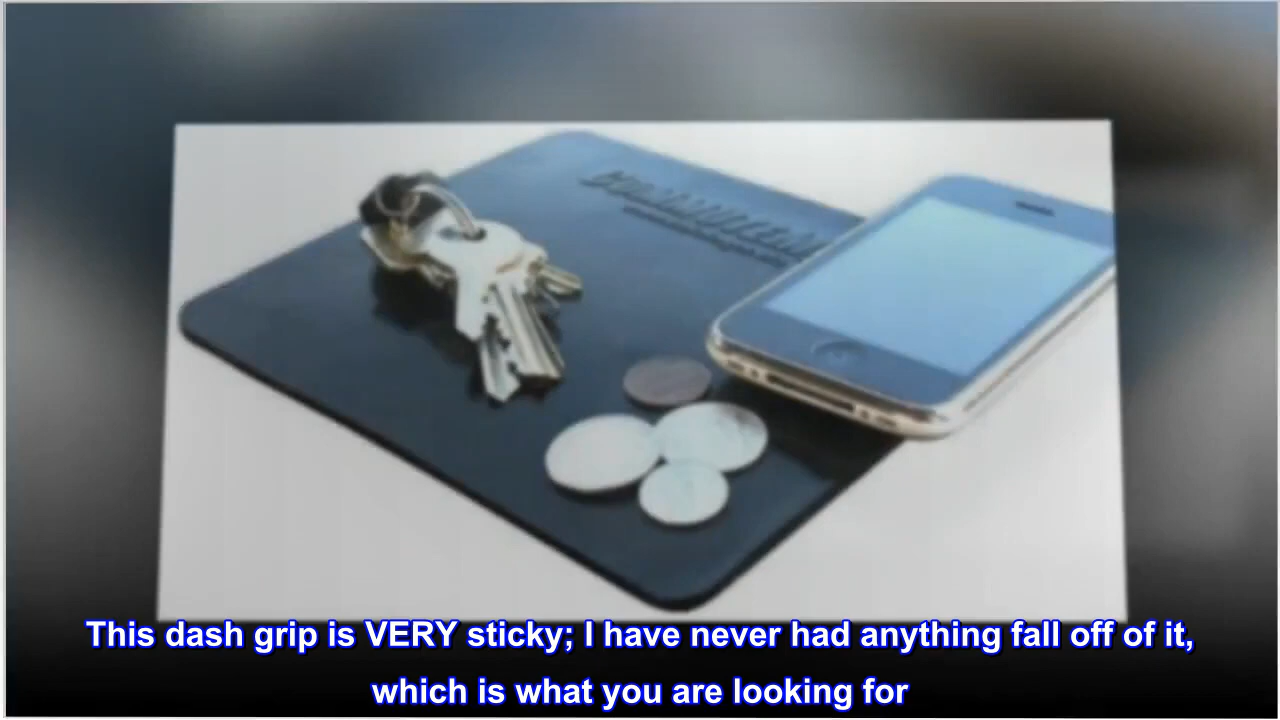 This dash grip is VERY sticky; I have never had anything fall off of it,
which is what you are looking for